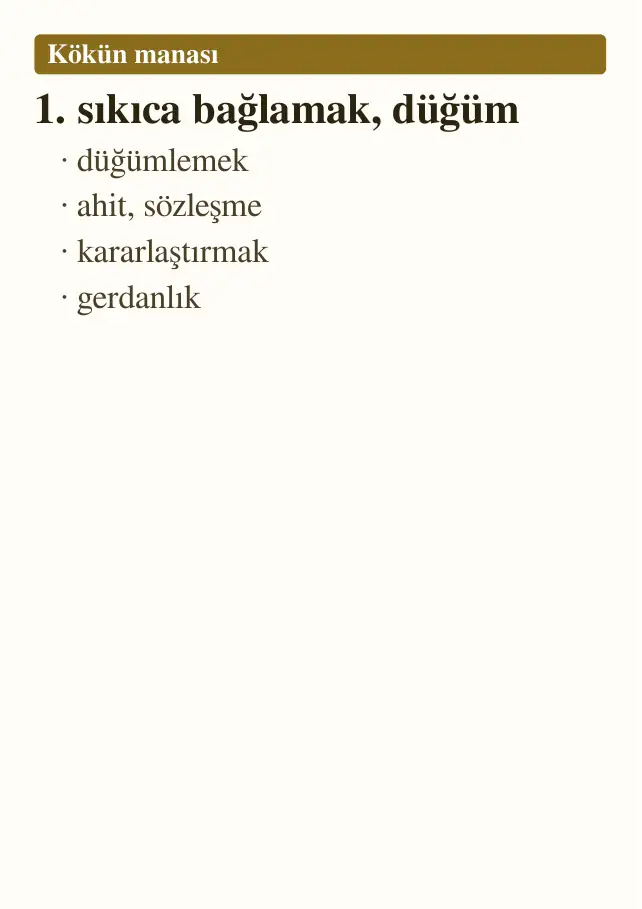 Kökün manası
1. sıkıca bağlamak, düğüm
· düğümlemek
· ahit, sözleşme
· kararlaştırmak
· gerdanlık